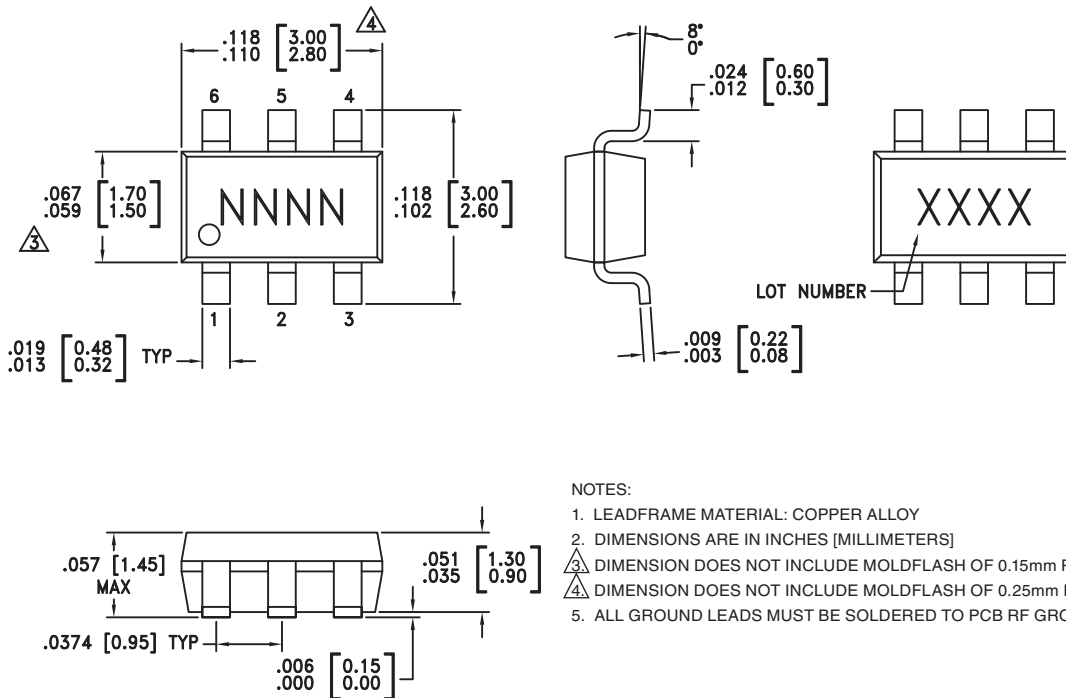 4
.118 [3.00]
.110 [2.80]
6 5 4
.067 [1.70]
.059 [1.50]
3
NNNN
.118 [3.00]
.102 [2.60]
1 2 3
.019 [0.48]
.013 [0.32]
TYP
8°
0°
.024 [0.60]
.012 [0.30]
.009 [0.22]
.003 [0.08]
XXXX
LOT NUMBER
.057 [1.45]
MAX
.051 [1.30]
.035 [0.90]
.0374 [0.95] TYP
.006 [0.15]
.000 [0.00]
NOTES:
1. LEADFRAME MATERIAL: COPPER ALLOY
2. DIMENSIONS ARE IN INCHES [MILLIMETERS]
3. DIMENSION DOES NOT INCLUDE MOLDFLASH OF 0.15mm
4. DIMENSION DOES NOT INCLUDE MOLDFLASH OF 0.25mm
5. ALL GROUND LEADS MUST BE SOLDERED TO PCB RF